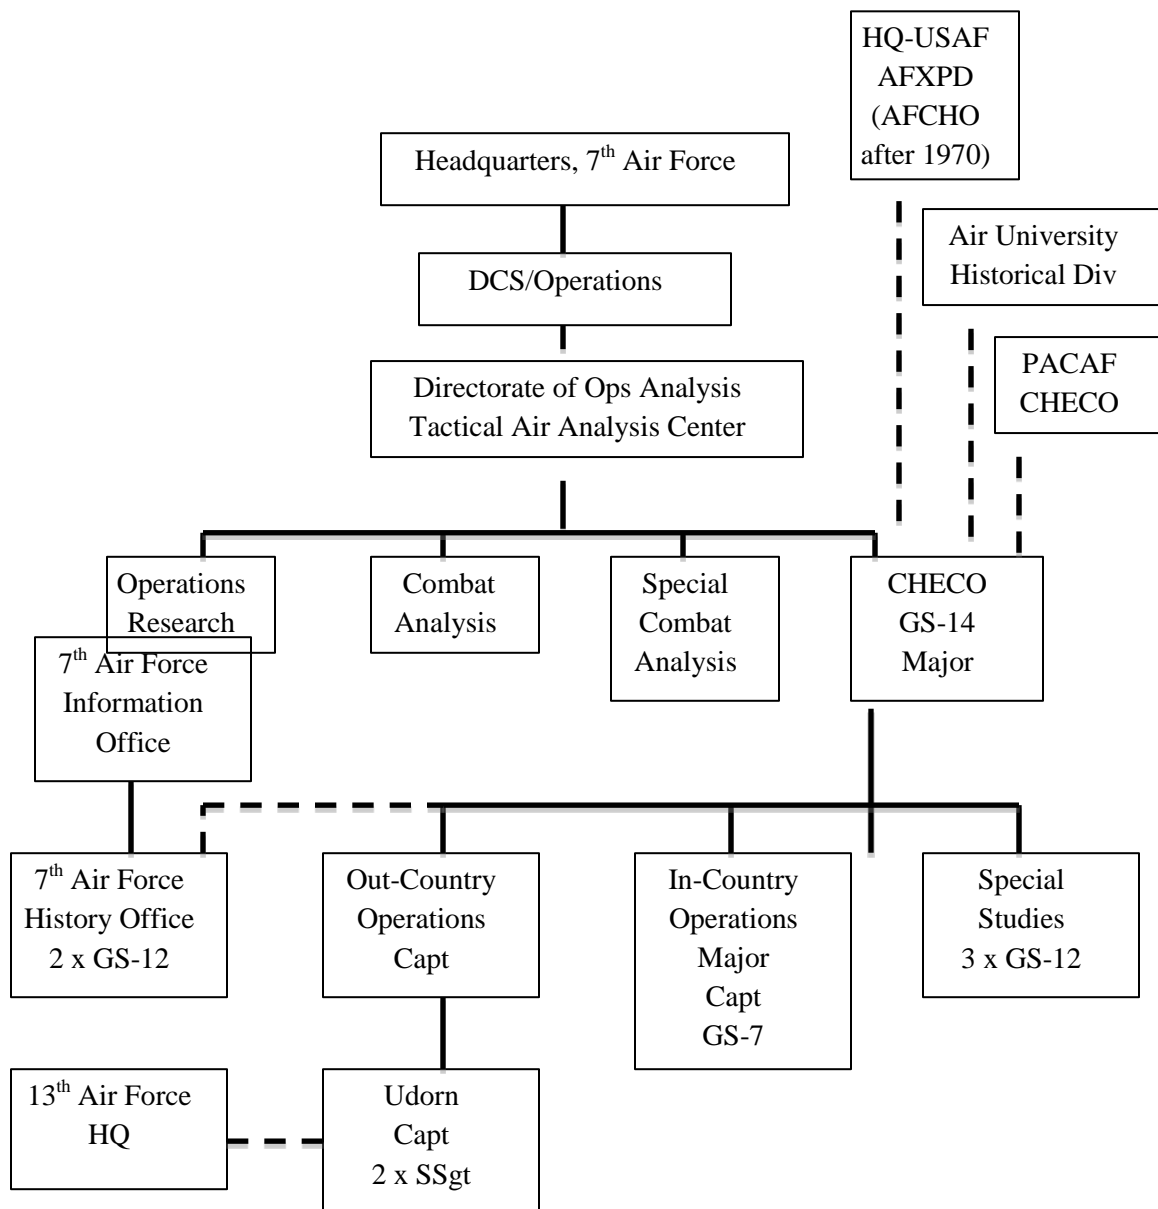 HQ-USAF
AFXPD
(AFCHO
after 1970)
Headquarters, 7th Air Force
Air University
Historical Div
DCS/Operations
PACAF
CHECO
Directorate of Ops Analysis
Tactical Air Analysis Center
Operations
Research
Combat
Analysis
Special
Combat
Analysis
CHECO
GS-14
Major
7th Air Force
Information
Office
7th Air Force
History Office
2 x GS-12
Out-Country
Operations
Capt
In-Country
Operations
Major
Capt
GS-7
Special
Studies
3 x GS-12
13th Air Force
HQ
Udorn
Capt
2 x SSgt